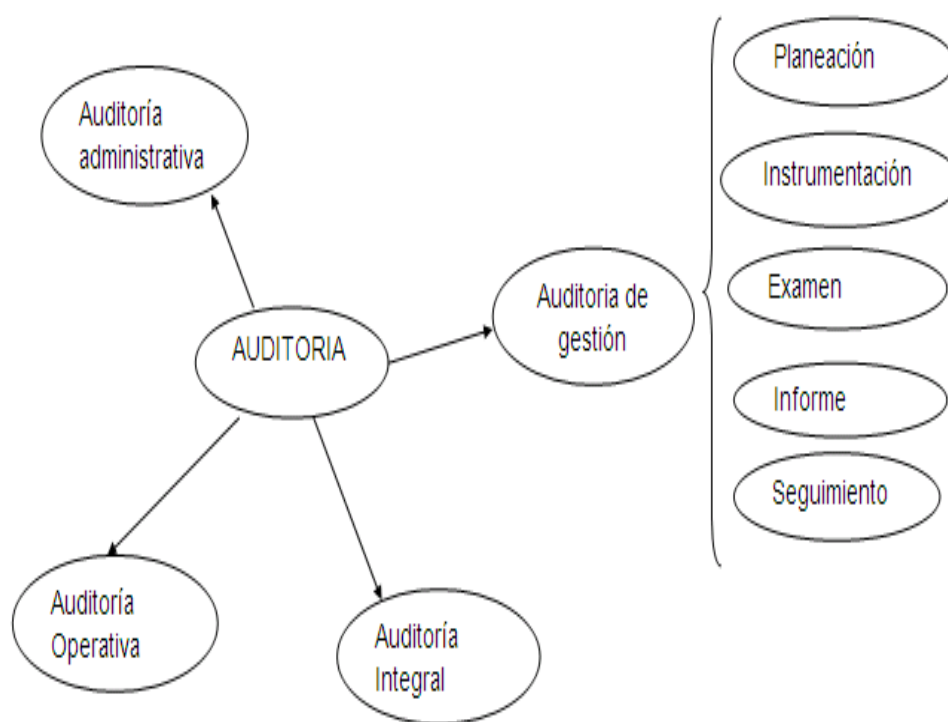 Planeación
Auditoría
administrativa
Instrumentación
Examen
Auditoria de
gestión
AUDITORIA
Informe
Seguimiento
Auditoría
Operativa
Auditoría
Integral